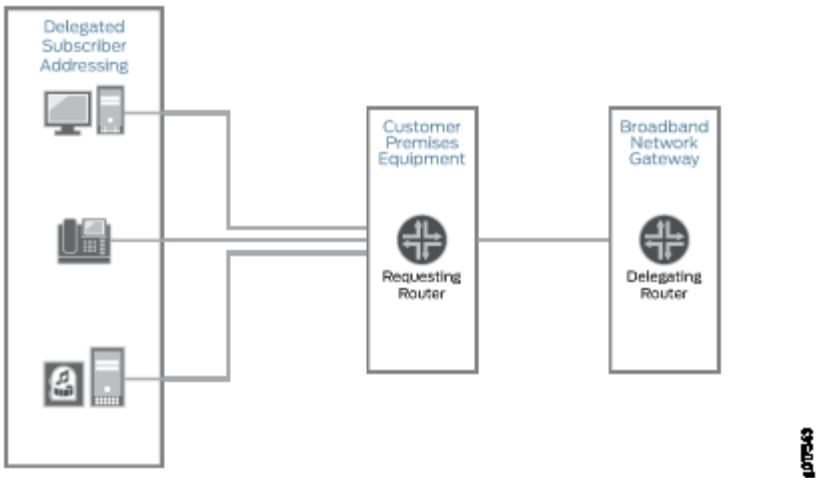 Delegated
Subscriber
Addressing
Customer
Premises
Equipment
Requesting
Router
Broadband
Network
Gateway
Delegating
Router